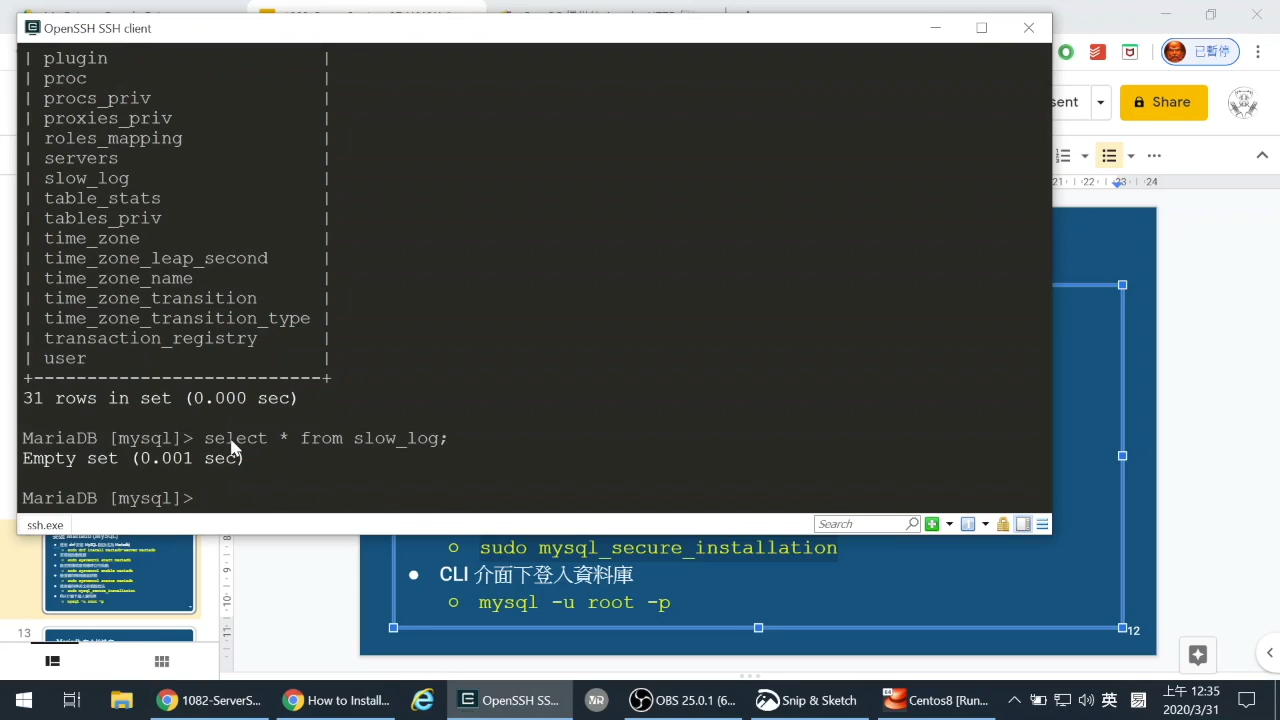 OpenSSH SSH client
| plugin |
| proc |
| procs_priv |
| proxies_priv |
| roles_mapping |
| servers |
| slow_log |
| table_stats |
| tables_priv |
| time_zone |
| time_zone_leap_second |
| time_zone_name |
| time_zone_transition |
| time_zone_transition_type |
| transaction_registry |
| user |
+---------------------------+
31 rows in set (0.000 sec)
MariaDB [mysql]> select * from slow_log;
Empty set (0.001 sec)
MariaDB [mysql]>
ssh.exe
Search
已暫停
Share
21 22 23 24
sudo mysql_secure_installation
CLI 介面下登入資料庫
mysql -u root -p
12
13
1082-ServerS...
How to Install...
OpenSSH SS...
OBS 25.0.1 (6...
Snip & Sketch
Centos8 [Run...
英
上午 12:35
2020/3/31